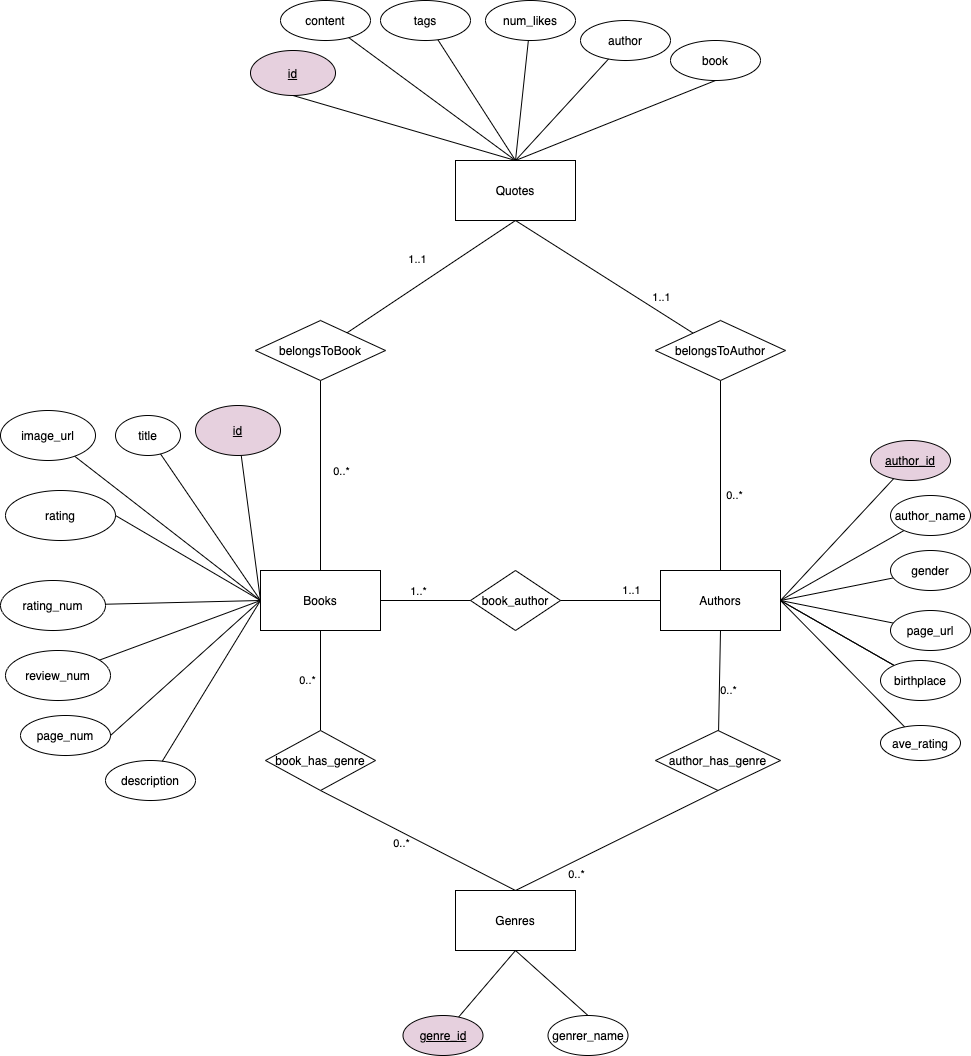 content
tags
num_likes
author
book
id
Quotes
1..1
1..1
belongsToBook
belongsToAuthor
image_url
title
id
author_id
0..*
0..*
rating
author_name
gender
Books
1..*
book_author
1..1
Authors
rating_num
page_url
review_num
0..*
0..*
birthplace
page_num
ave_rating
book_has_genre
author_has_genre
description
0..*
0..*
Genres
genre_id
genrer_name